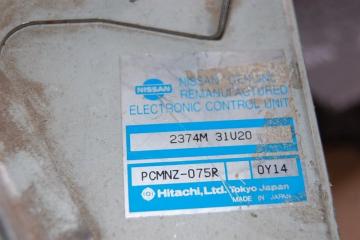 NISSAN
NISSAN GENUINE
REMANUFACTURED
ELECTRONIC CONTROL UNIT
2374M 31U20
PCMNZ-075R 0Y14
Hitachi, Ltd. Tokyo Japan
MADE IN JAPAN